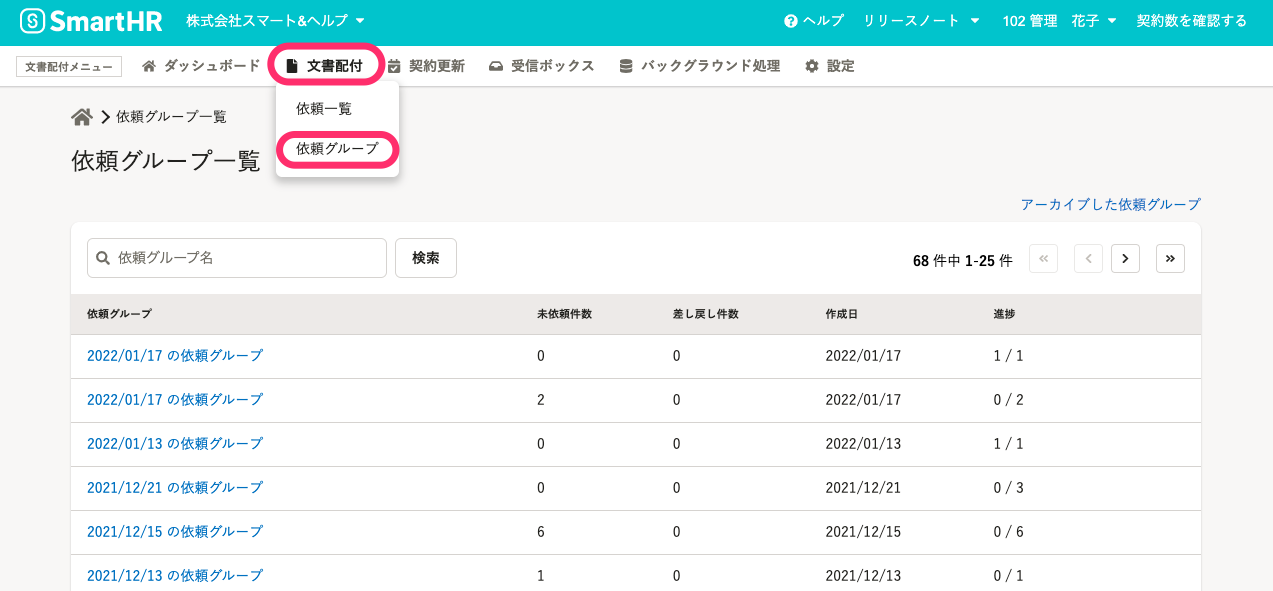 SmartHR 株式会社スマート&ヘルプ ヘルプ リリースノート 102 管理 花子 契約数を確認する
文書配付メニュー ダッシュボード 文書配付 契約更新 受信ボックス バックグラウンド処理 設定
依頼一覧
依頼グループ
依頼グループ一覧
依頼グループ一覧
アーカイブした依頼グループ
依頼グループ名 検索 68 件中 1-25 件
依頼グループ 未依頼件数 差し戻し件数 作成日 進捗
2022/01/17 の依頼グループ 0 0 2022/01/17 1 / 1
2022/01/17 の依頼グループ 2 0 2022/01/17 0 / 2
2022/01/13 の依頼グループ 0 0 2022/01/13 1 / 1
2021/12/21 の依頼グループ 0 0 2021/12/21 0 / 3
2021/12/15 の依頼グループ 6 0 2021/12/15 0 / 6
2021/12/13 の依頼グループ 1 0 2021/12/13 0 / 1